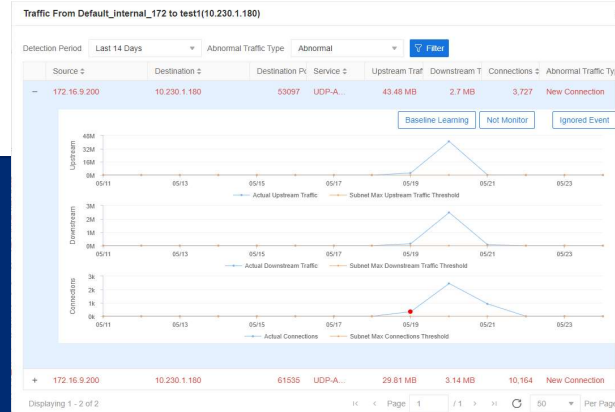 Traffic From Default_internal_172 to test1(10.230.1.180)
Detection Period Last 14 Days Abnormal Traffic Type Abnormal Filter
Source Destination Destination Po Service Upstream Traf Downstream T Connections Abnormal Traffic Ty
− 172.16.9.200 10.230.1.180 53097 UDP-A... 43.48 MB 2.7 MB 3,727 New Connection
Baseline Learning Not Monitor Ignored Event
Upstream
48M
32M
16M
0M
05/11 05/13 05/15 05/17 05/19 05/21 05/23
Actual Upstream Traffic Subnet Max Upstream Traffic Threshold
Downstream
3M
2M
1M
0M
05/11 05/13 05/15 05/17 05/19 05/21 05/23
Actual Downstream Traffic Subnet Max Downstream Traffic Threshold
Connections
3k
2k
1k
0k
05/11 05/13 05/15 05/17 05/19 05/21 05/23
Actual Connections Subnet Max Connections Threshold
+ 172.16.9.200 10.230.1.180 61535 UDP-A... 29.81 MB 3.14 MB 10,164 New Connection
Displaying 1 - 2 of 2 Page 1 / 1 50 Per Page